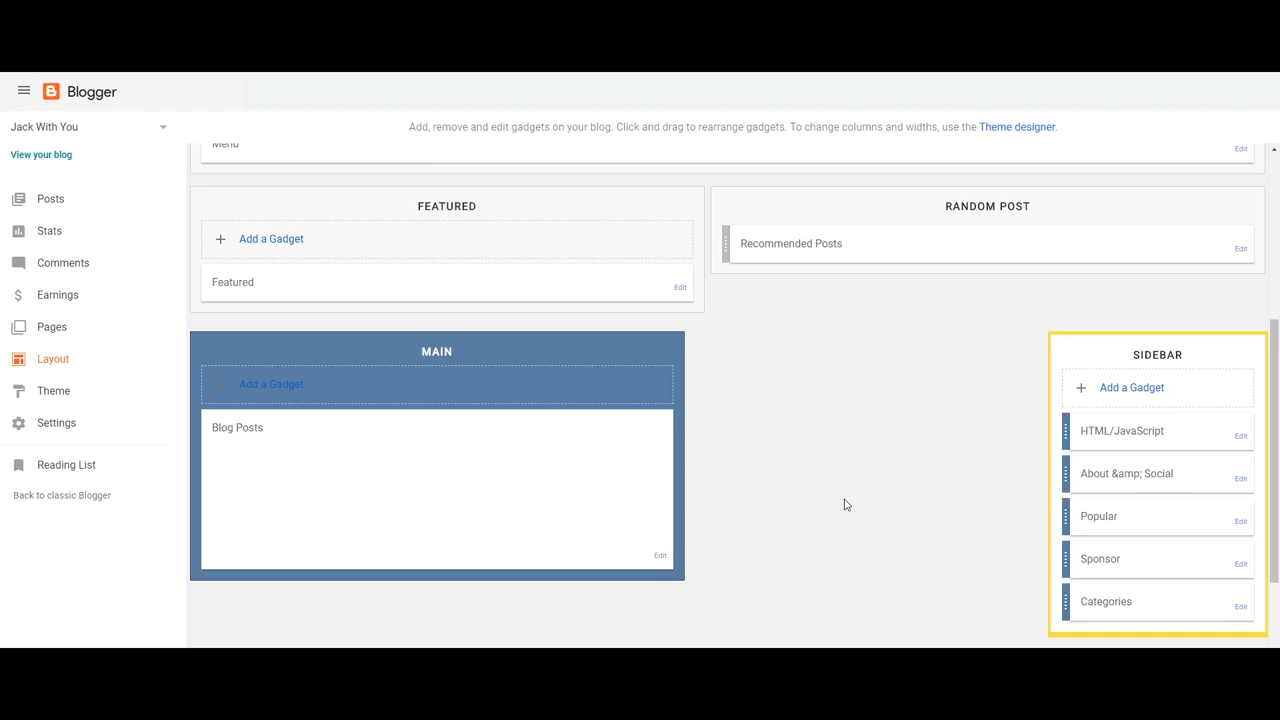 Blogger
Jack With You
Add, remove and edit gadgets on your blog. Click and drag to rearrange gadgets. To change columns and widths, use the Theme designer.
View your blog
Menu
Edit
Posts
Stats
Comments
Earnings
Pages
Layout
Theme
Settings
Reading List
Back to classic Blogger
FEATURED
Add a Gadget
Featured
Edit
RANDOM POST
Recommended Posts
Edit
MAIN
Add a Gadget
Blog Posts
Edit
SIDEBAR
Add a Gadget
HTML/JavaScript
Edit
About &amp; Social
Edit
Popular
Edit
Sponsor
Edit
Categories
Edit